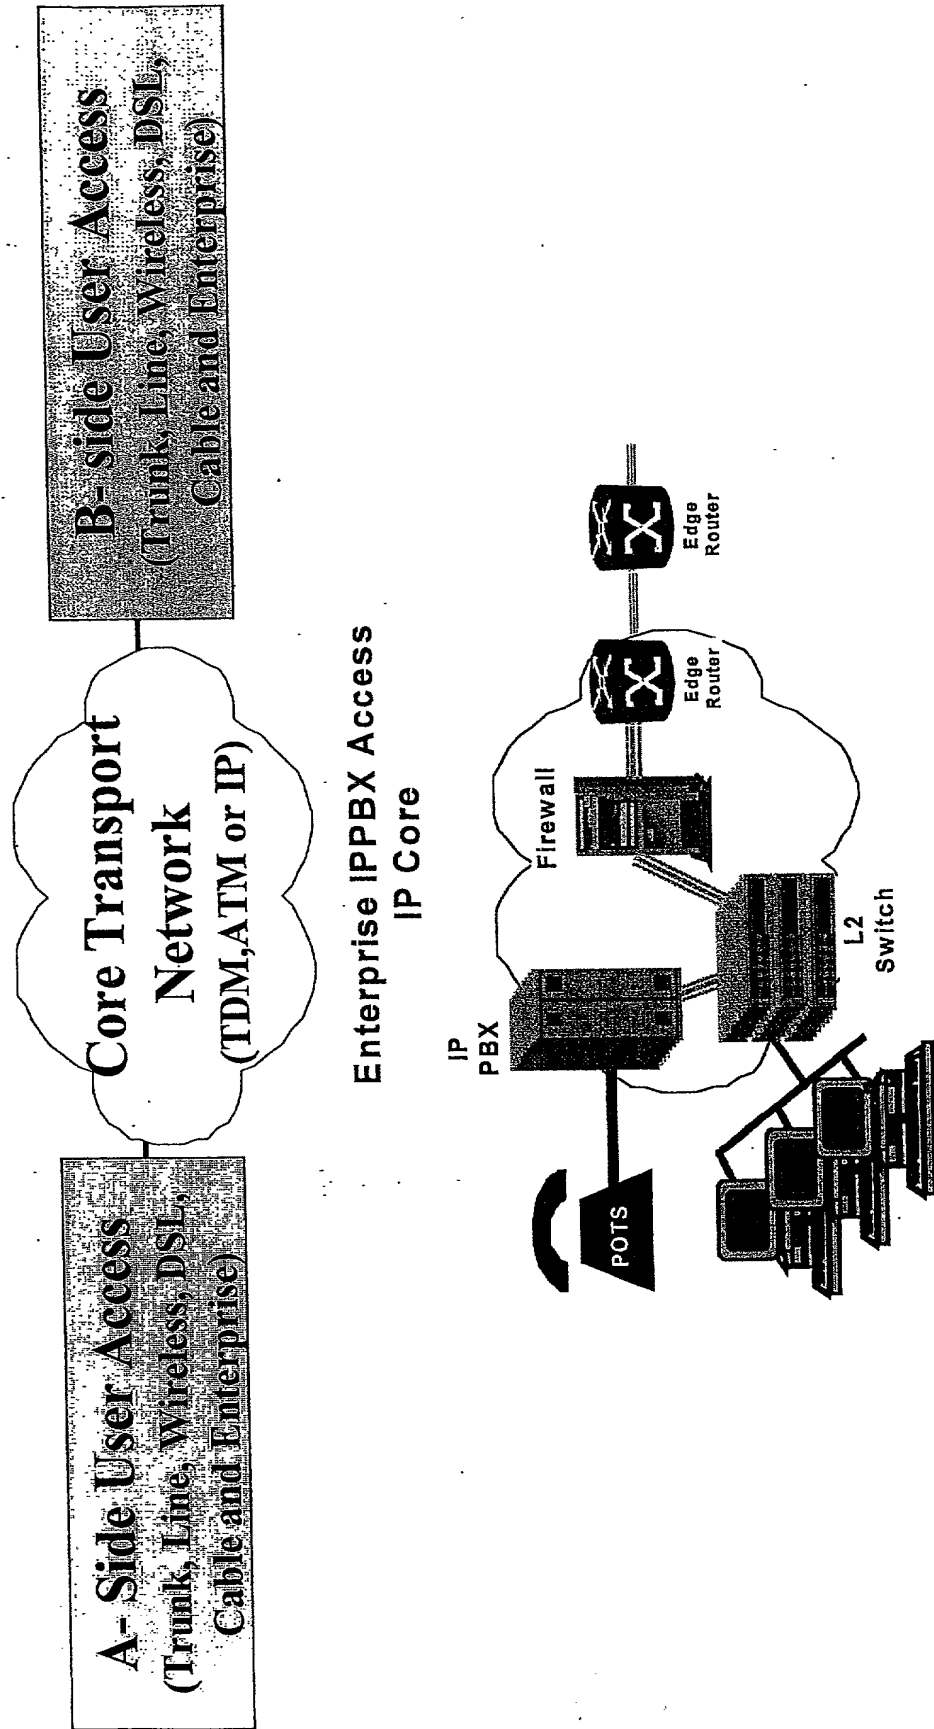 A- Side User Access
(Trunk, Line, Wireless, DSL,
Cable and Enterprise)
Core Transport
Network
(TDM,ATM or IP)
B- side User Access
(Trunk, Line, Wireless, DSL,
Cable and Enterprise)
Enterprise IPPBX Access
IP Core
IP
PBX
POTS
Firewall
L2
Switch
Edge
Router
Edge
Router